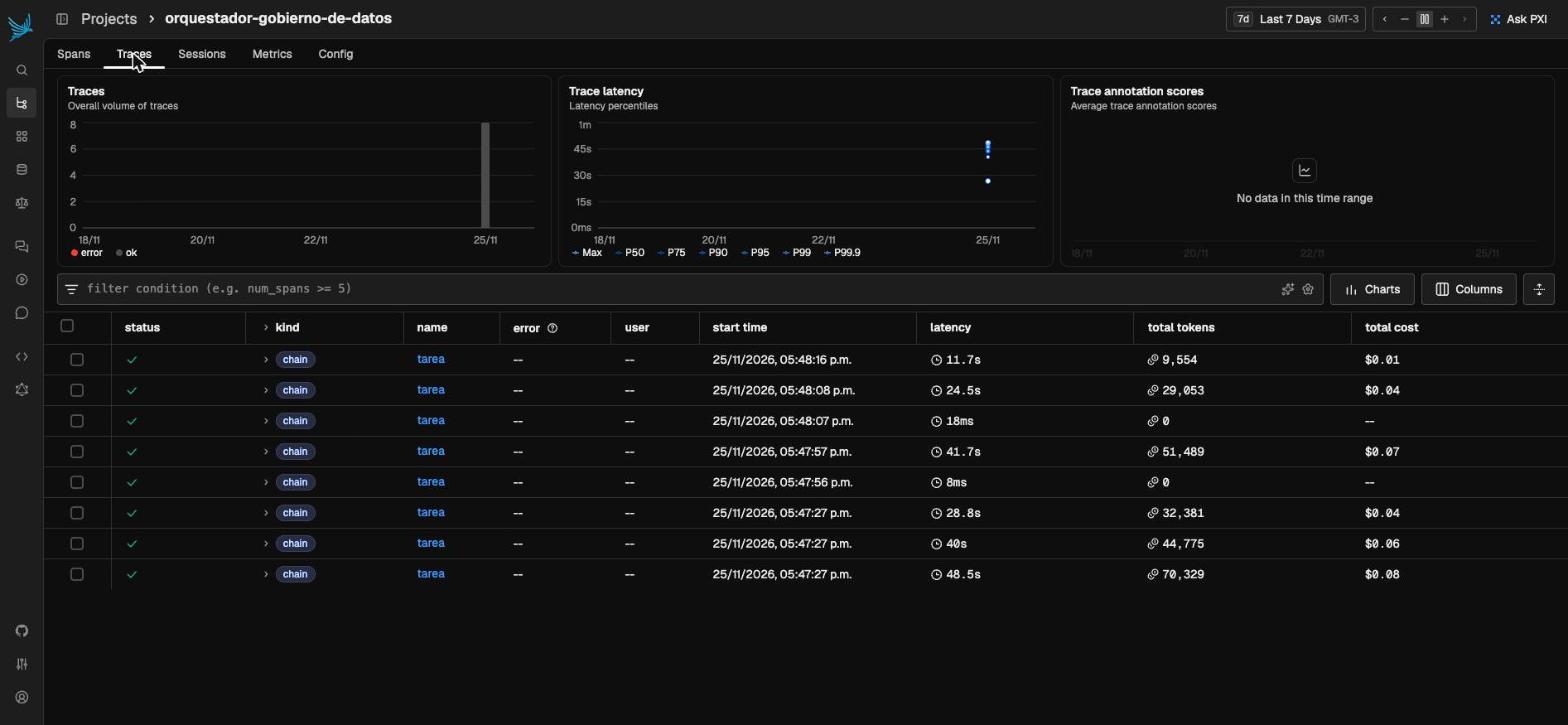 Projects > orquestador-gobierno-de-datos
7d Last 7 Days GMT-3
Ask PXI
Spans Traces Sessions Metrics Config
Traces
Overall volume of traces
8
6
4
2
0
18/11 20/11 22/11 25/11
error ok
Trace latency
Latency percentiles
1m
45s
30s
15s
0ms
18/11 20/11 22/11 25/11
Max P50 P75 P90 P95 P99 P99.9
Trace annotation scores
Average trace annotation scores
No data in this time range
18/11 20/11 22/11 25/11
filter condition (e.g. num_spans >= 5)
Charts Columns
status kind name error user start time latency total tokens total cost
chain tarea -- -- 25/11/2026, 05:48:16 p.m. 11.7s 9,554 $0.01
chain tarea -- -- 25/11/2026, 05:48:08 p.m. 24.5s 29,053 $0.04
chain tarea -- -- 25/11/2026, 05:48:07 p.m. 18ms 0 --
chain tarea -- -- 25/11/2026, 05:47:57 p.m. 41.7s 51,489 $0.07
chain tarea -- -- 25/11/2026, 05:47:56 p.m. 8ms 0 --
chain tarea -- -- 25/11/2026, 05:47:27 p.m. 28.8s 32,381 $0.04
chain tarea -- -- 25/11/2026, 05:47:27 p.m. 40s 44,775 $0.06
chain tarea -- -- 25/11/2026, 05:47:27 p.m. 48.5s 70,329 $0.08